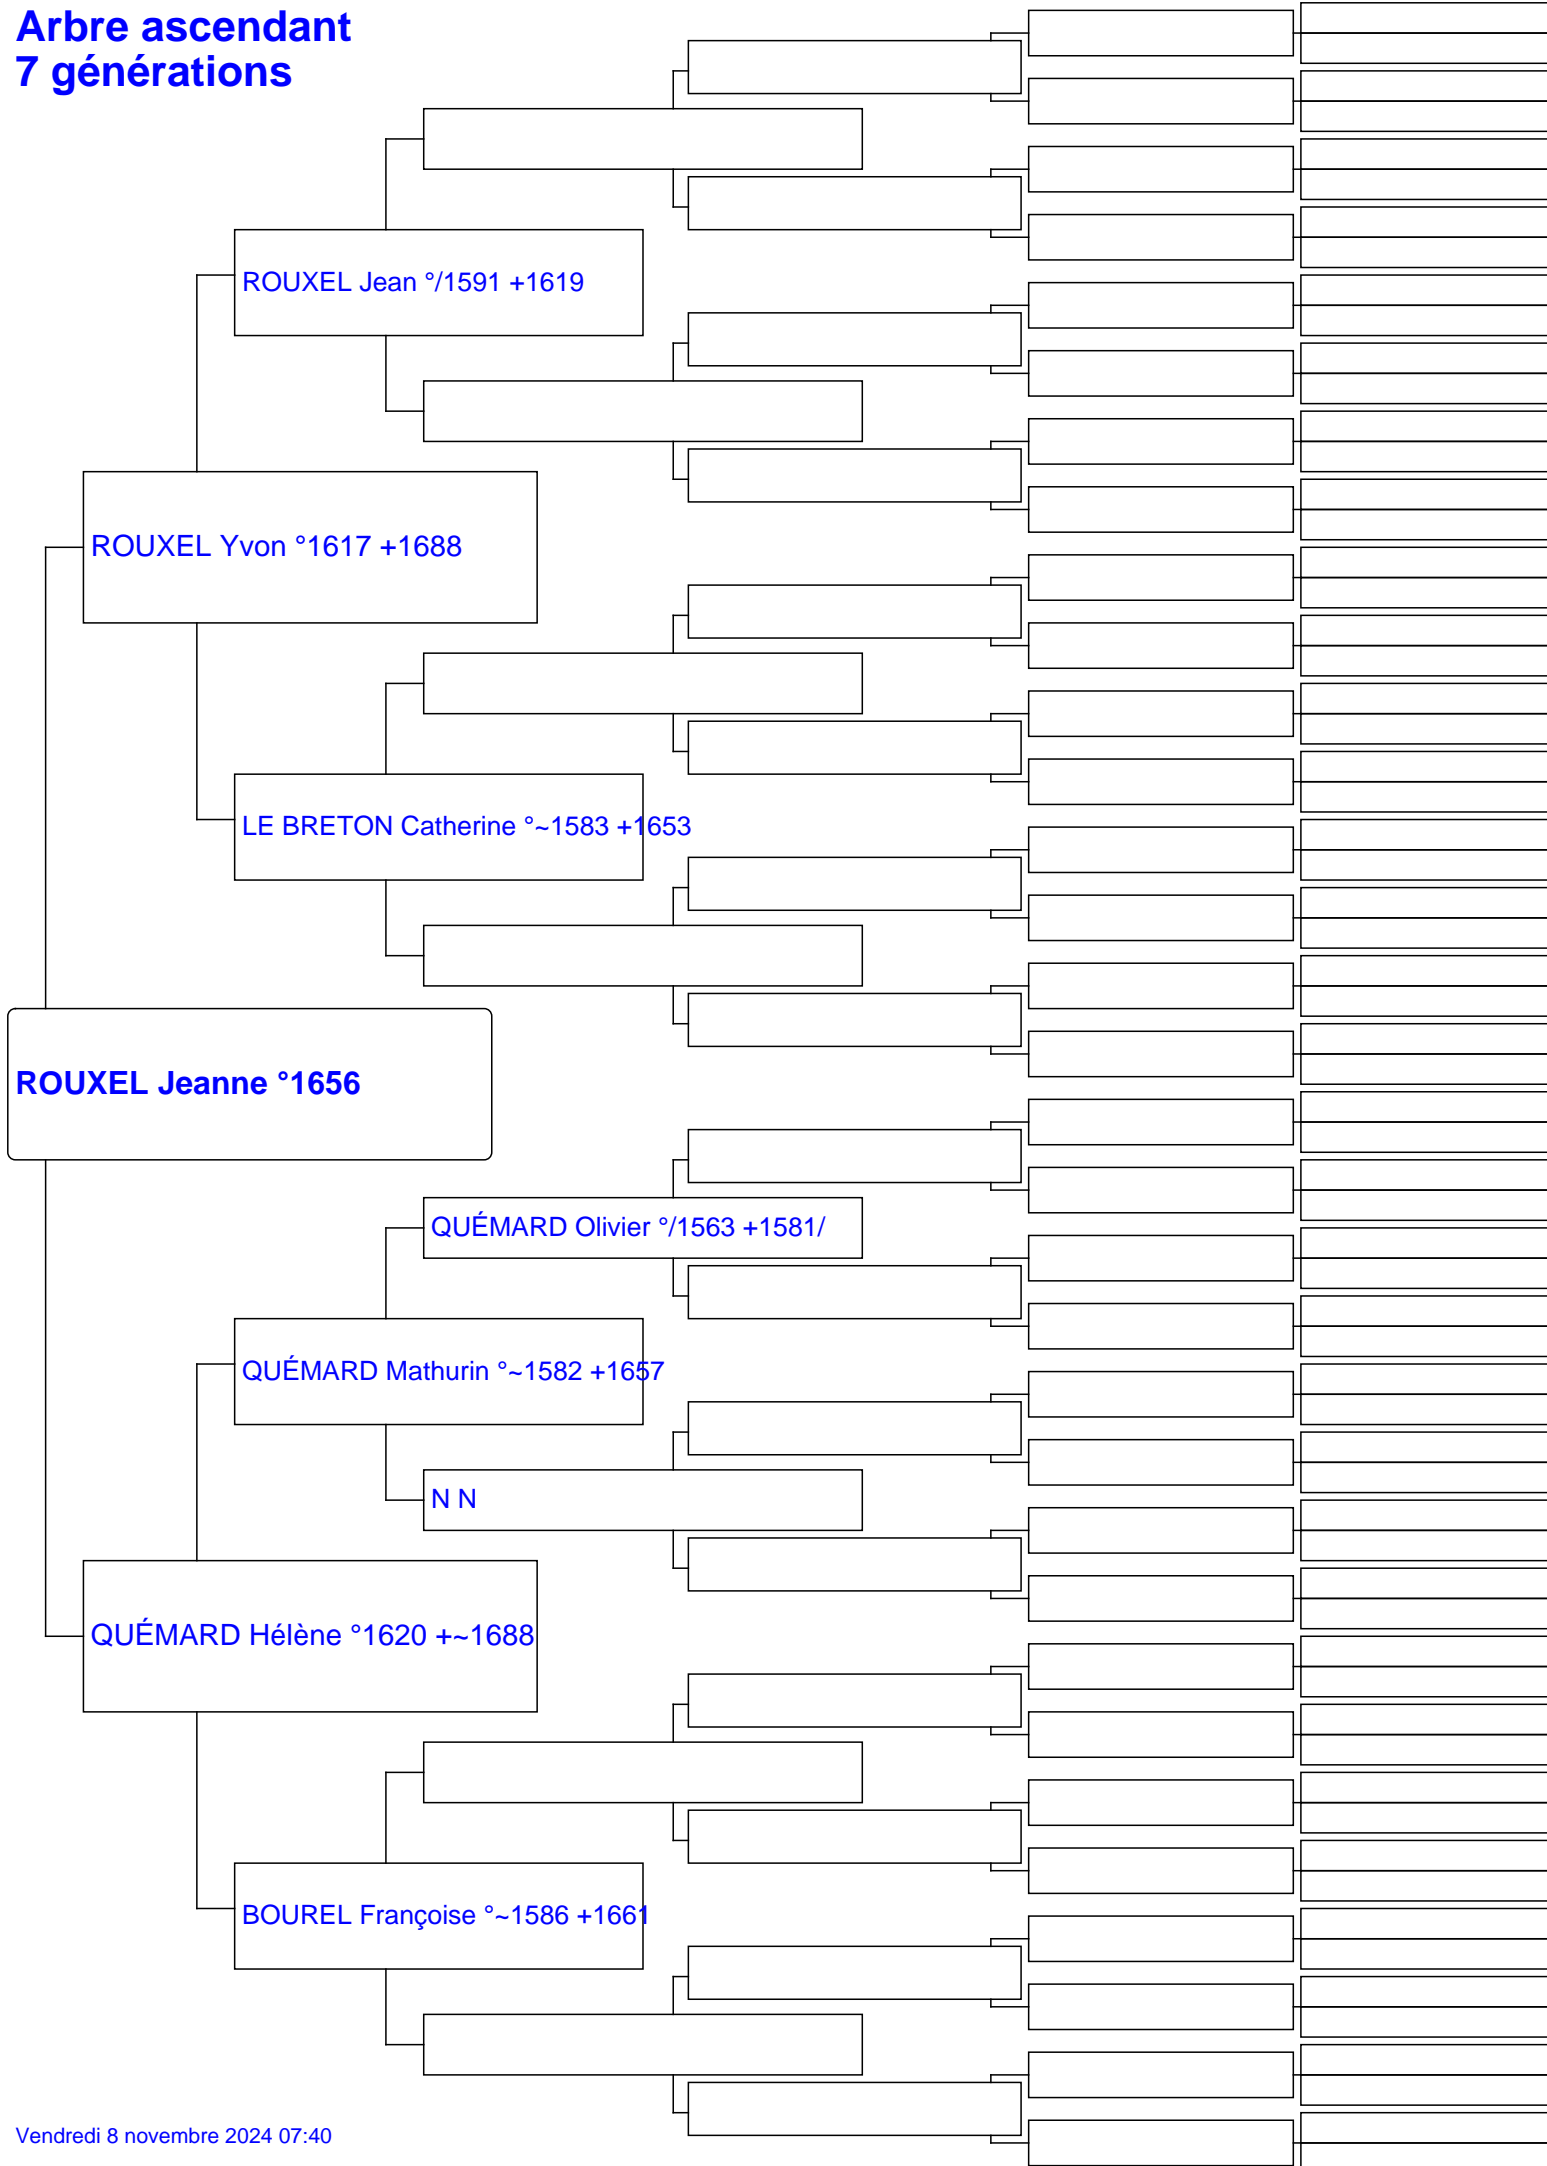 Arbre ascendant
7 générations
ROUXEL Jean °/1591 +1619
ROUXEL Yvon °1617 +1688
LE BRETON Catherine °~1583 +1653
ROUXEL Jeanne °1656
QUÉMARD Olivier °/1563 +1581/
QUÉMARD Mathurin °~1582 +1657
N N
QUÉMARD Hélène °1620 +~1688
BOUREL Françoise °~1586 +1661
Vendredi 8 novembre 2024 07:40